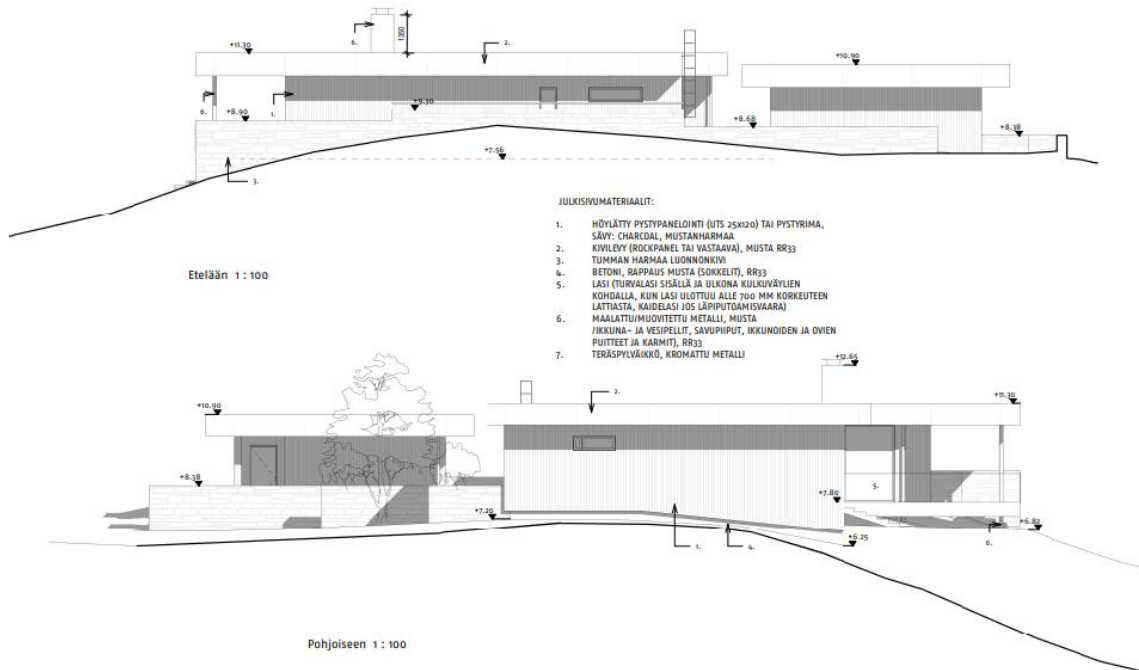 6.
1350
2.
+11.30
+10.90
6.
1.
+8.90
+9.30
+8.68
+8.38
+7.56
3.
JULKISIVUMATERIAALIT:
1. HÖYLÄTTY PYSTYPANELOINTI (UTS 25x120) TAI PYSTYRIMA,
SÄVY: CHARCOAL, MUSTANHARMAA
2. KIVILEVY (ROCKPANEL TAI VASTAAVA), MUSTA RR33
3. TUMMAN HARMAA LUONNONKIVI
4. BETONI, RAPPAUS MUSTA (SOKKELIT), RR33
5. LASI (TURVALASI SISÄLLÄ JA ULKONA KULKUVÄYLIEN
KOHDALLA, KUN LASI ULOTTUU ALLE 700 MM KORKEUTEEN
LATTIASTA, KAIDELASI JOS LÄPIPUTOAMISVAARA)
6. MAALATTU/MUOVITETTU METALLI, MUSTA
/IKKUNA- JA VESIPELLIT, SAVUPIIPUT, IKKUNOIDEN JA OVIEN
PUITTEET JA KARMIT), RR33
7. TERÄSPYLVÄIKKÖ, KROMATTU METALLI
Etelään 1 : 100
+12.65
2.
+10.90
+11.30
+8.38
5.
+7.80
+7.20
+6.82
+6.25
1.
4.
6.
Pohjoiseen 1 : 100